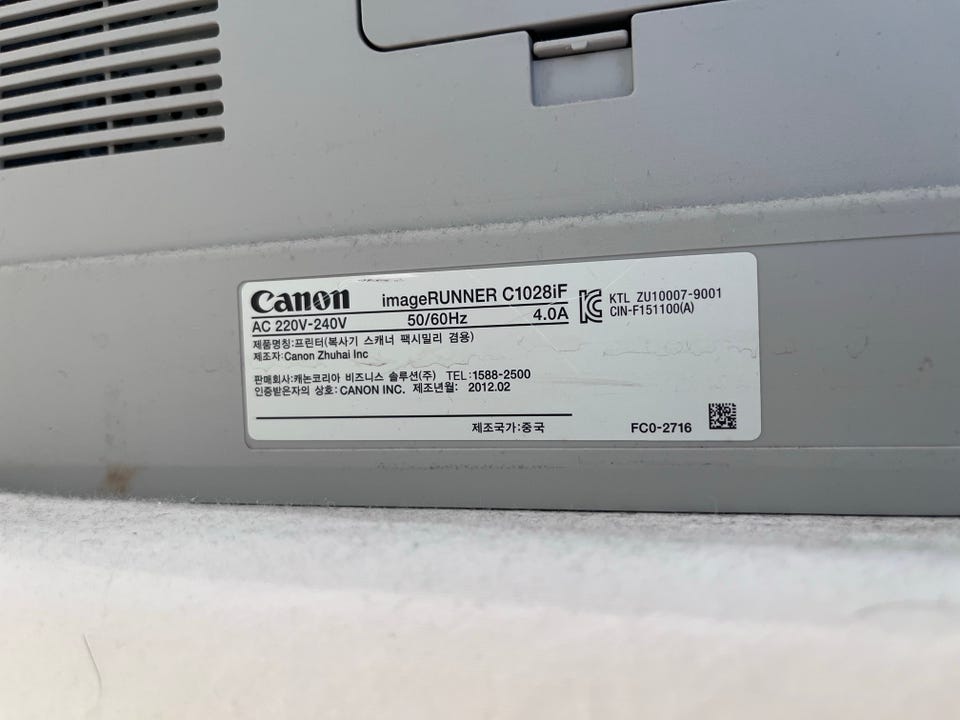 Canon imageRUNNER C1028iF
AC 220V-240V 50/60Hz 4.0A
KTL ZU10007-9001
CIN-F151100(A)
제품명칭:프린터(복사기 스캐너 팩시밀리 겸용)
제조자:Canon Zhuhai Inc
판매회사:캐논코리아 비즈니스 솔루션(주) TEL:1588-2500
인증받은자의 상호: CANON INC. 제조년월: 2012.02
제조국가:중국 FC0-2716